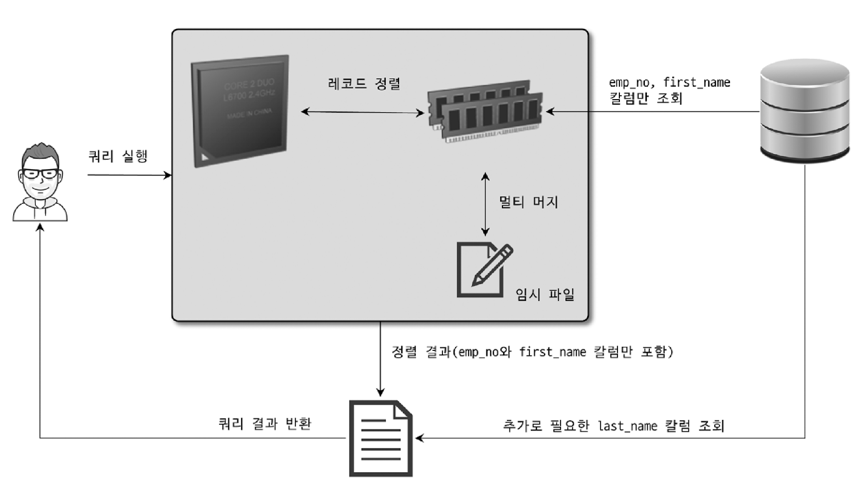 CORE 2 DUO
L8700 2.4GHz
MADE IN CHINA
레코드 정렬
emp_no, first_name
칼럼만 조회
쿼리 실행
멀티 머지
임시 파일
정렬 결과(emp_no와 first_name 칼럼만 포함)
쿼리 결과 반환
추가로 필요한 last_name 칼럼 조회